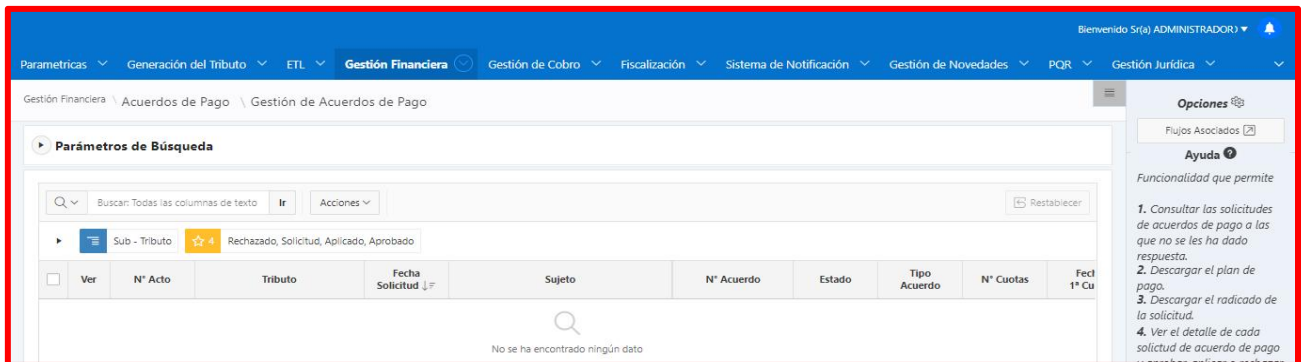 Bienvenido Sr(a) ADMINISTRADOR)
Parametricas Generación del Tributo ETL Gestión Financiera Gestión de Cobro Fiscalización Sistema de Notificación Gestión de Novedades PQR Gestión Jurídica
Gestión Financiera \ Acuerdos de Pago \ Gestión de Acuerdos de Pago
Opciones
Flujos Asociados
Parámetros de Búsqueda
Ayuda
Funcionalidad que permite
Buscar: Todas las columnas de texto Ir Acciones Restablecer
1. Consultar las solicitudes
de acuerdos de pago a las
que no se les ha dado
respuesta.
Sub - Tributo 4 Rechazado, Solicitud, Aplicado, Aprobado
2. Descargar el plan de
pago.
3. Descargar el radicado de
la solicitud.
4. Ver el detalle de cada
solictud de acuerdo de pago
Ver N° Acto Tributo Fecha Solicitud Sujeto N° Acuerdo Estado Tipo Acuerdo N° Cuotas
1ª Cu
No se ha encontrado ningún dato